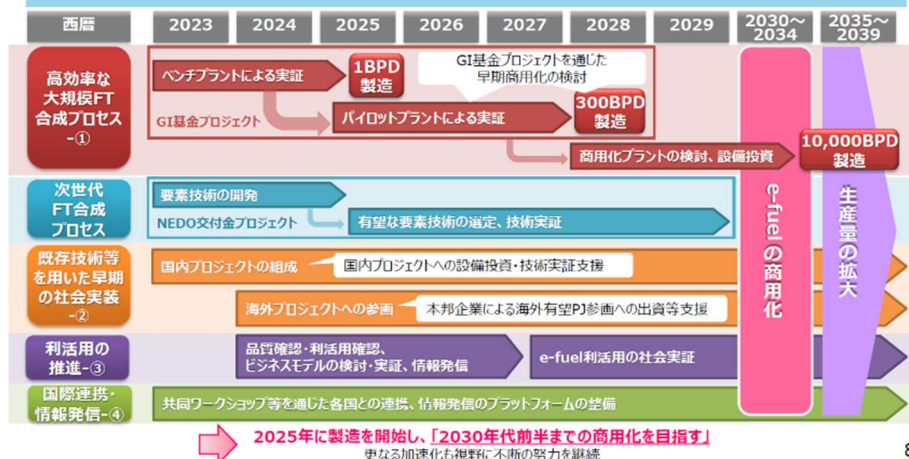 西暦
2023
2024
2025
2026
2027
2028
2029
2030～
2034
2035～
2039
高効率な
大規模FT
合成プロセス
-①
ベンチプラントによる実証
1BPD
製造
GI基金プロジェクトを通じた
早期商用化の検討
GI基金プロジェクト
パイロットプラントによる実証
300BPD
製造
商用化プラントの検討、設備投資
10,000BPD
製造
次世代
FT合成
プロセス
要素技術の開発
NEDO交付金プロジェクト
有望な要素技術の選定、技術実証
既存技術等
を用いた早期
の社会実装
-②
国内プロジェクトの組成
国内プロジェクトへの設備投資・技術実証支援
海外プロジェクトへの参画
本邦企業による海外有望PJ参画への出資等支援
利活用の
推進-③
品質確認・利活用確認、
ビジネスモデルの検討・実証、情報発信
e-fuel利活用の社会実証
国際連携・
情報発信-④
共同ワークショップ等を通じた各国との連携、情報発信のプラットフォームの整備
e-fuelの商用化
生産量の拡大
2025年に製造を開始し、「2030年代前半までの商用化を目指す」
更なる加速化も視野に不断の努力を継続
8